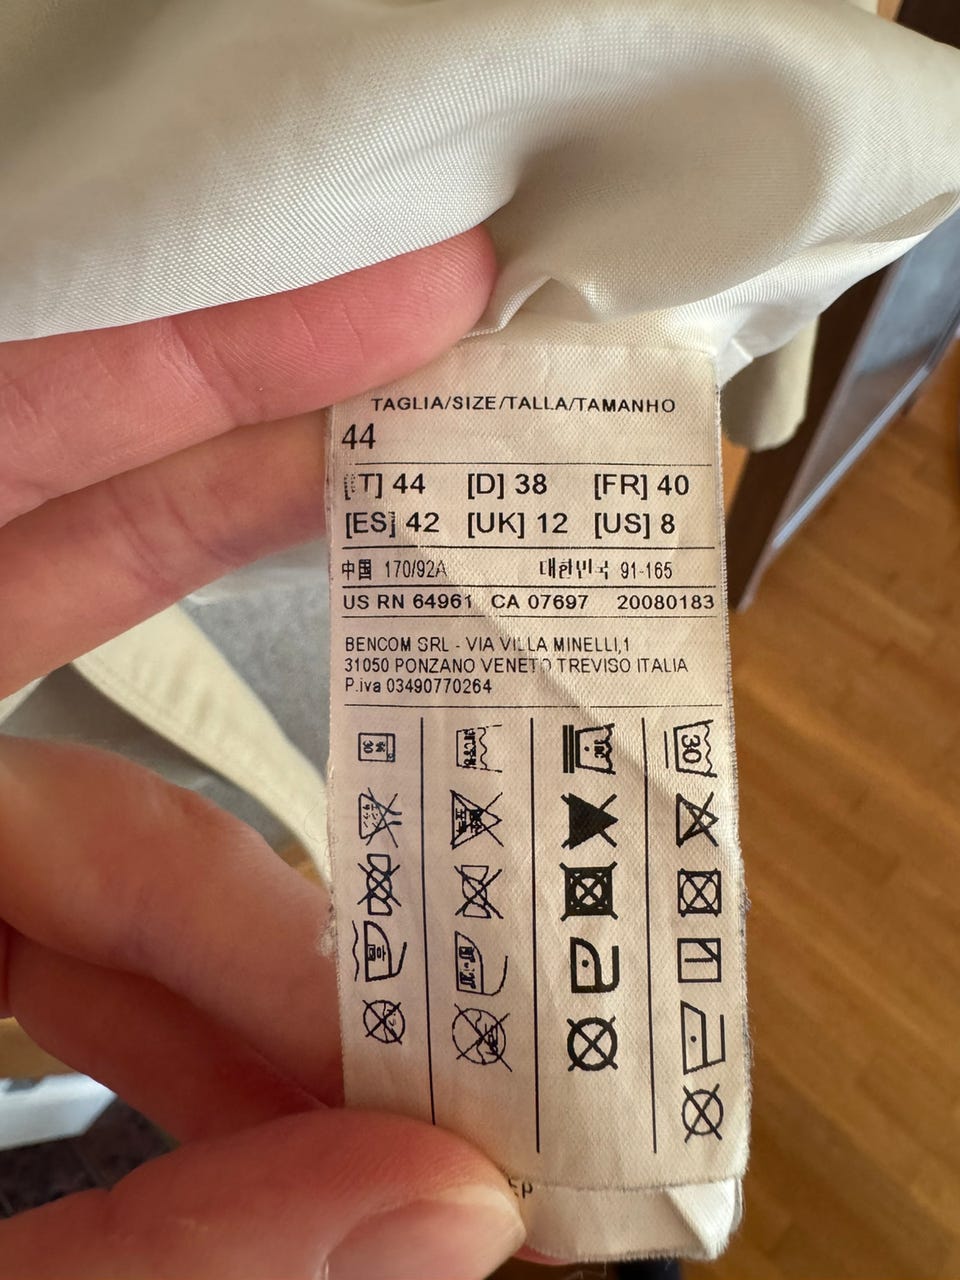 TAGLIA/SIZE/TALLA/TAMANHO
44
[IT] 44 [D] 38 [FR] 40
[ES] 42 [UK] 12 [US] 8
中国 170/92A 대한민국 91-165
US RN 64961 CA 07697 20080183
BENCOM SRL - VIA VILLA MINELLI,1
31050 PONZANO VENETO TREVISO ITALIA
P.iva 03490770264
30
30